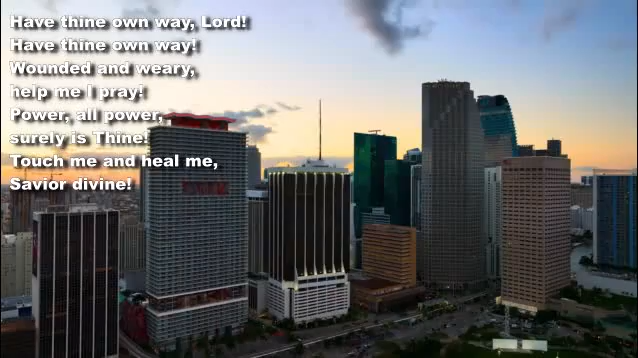 Have thine own way, Lord!
Have thine own way!
Wounded and weary,
help me I pray!
Power, all power,
surely is Thine!
Touch me and heal me,
Savior divine!